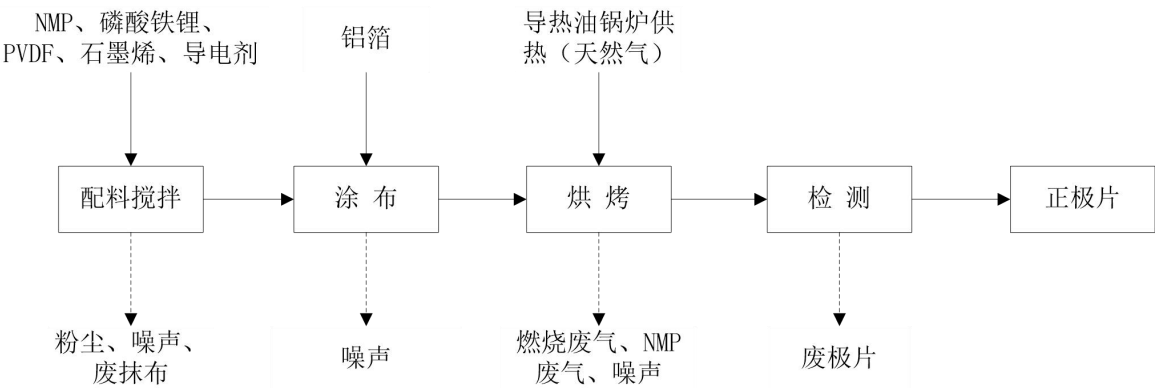 NMP、磷酸铁锂、
PVDF、石墨烯、导电剂
铝箔
导热油锅炉供
热（天然气）
配料搅拌
涂 布
烘 烤
检 测
正极片
粉尘、噪声、
废抹布
噪声
燃烧废气、NMP
废气、噪声
废极片